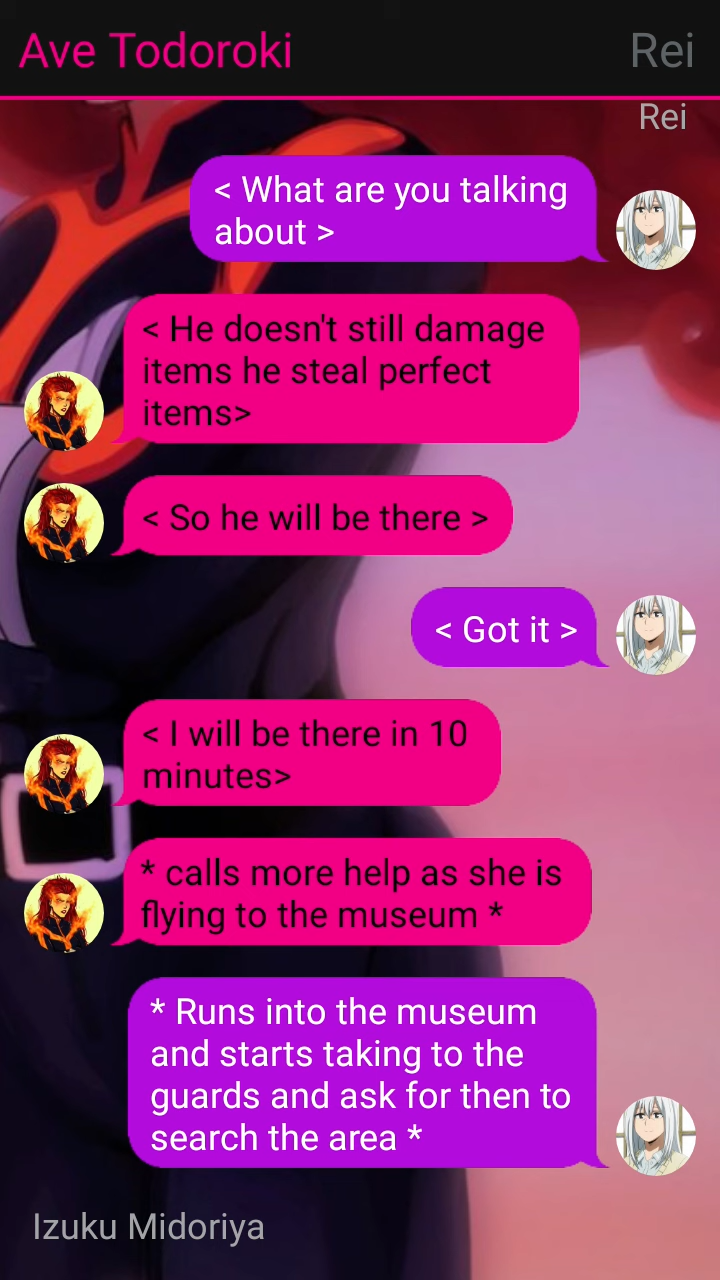 Ave Todoroki
Rei
Rei
< What are you talking
about >
< He doesn't still damage
items he steal perfect
items>
< So he will be there >
< Got it >
< I will be there in 10
minutes>
* calls more help as she is
flying to the museum *
* Runs into the museum
and starts taking to the
guards and ask for then to
search the area *
Izuku Midoriya